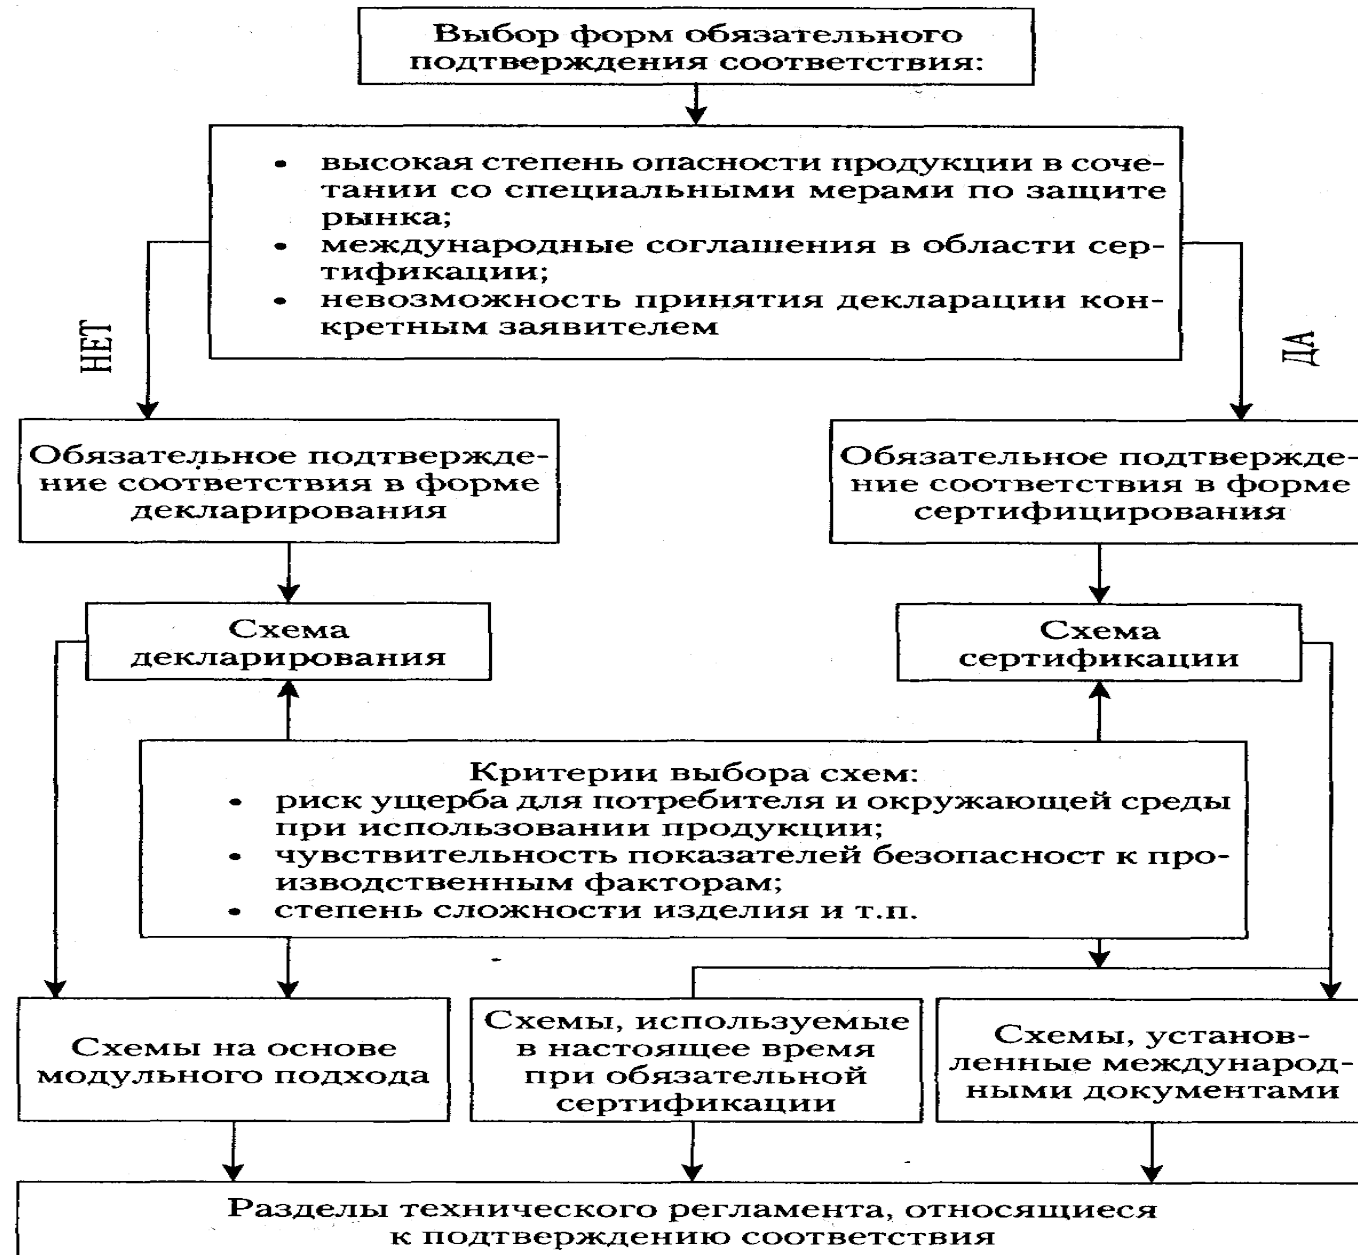 Выбор форм обязательного
подтверждения соответствия:
• высокая степень опасности продукции в соче-
тании со специальными мерами по защите
рынка;
• международные соглашения в области сер-
тификации;
• невозможность принятия декларации кон-
кретным заявителем
НЕТ
ДА
Обязательное подтвержде-
ние соответствия в форме
декларирования
Обязательное подтвержде-
ние соответствия в форме
сертифицирования
Схема
декларирования
Схема
сертификации
Критерии выбора схем:
• риск ущерба для потребителя и окружающей среды
при использовании продукции;
• чувствительность показателей безопасност к про-
изводственным факторам;
• степень сложности изделия и т.п.
Схемы на основе
модульного подхода
Схемы, используемые
в настоящее время
при обязательной
сертификации
Схемы, установ-
ленные международ-
ными документами
Разделы технического регламента, относящиеся
к подтверждению соответствия